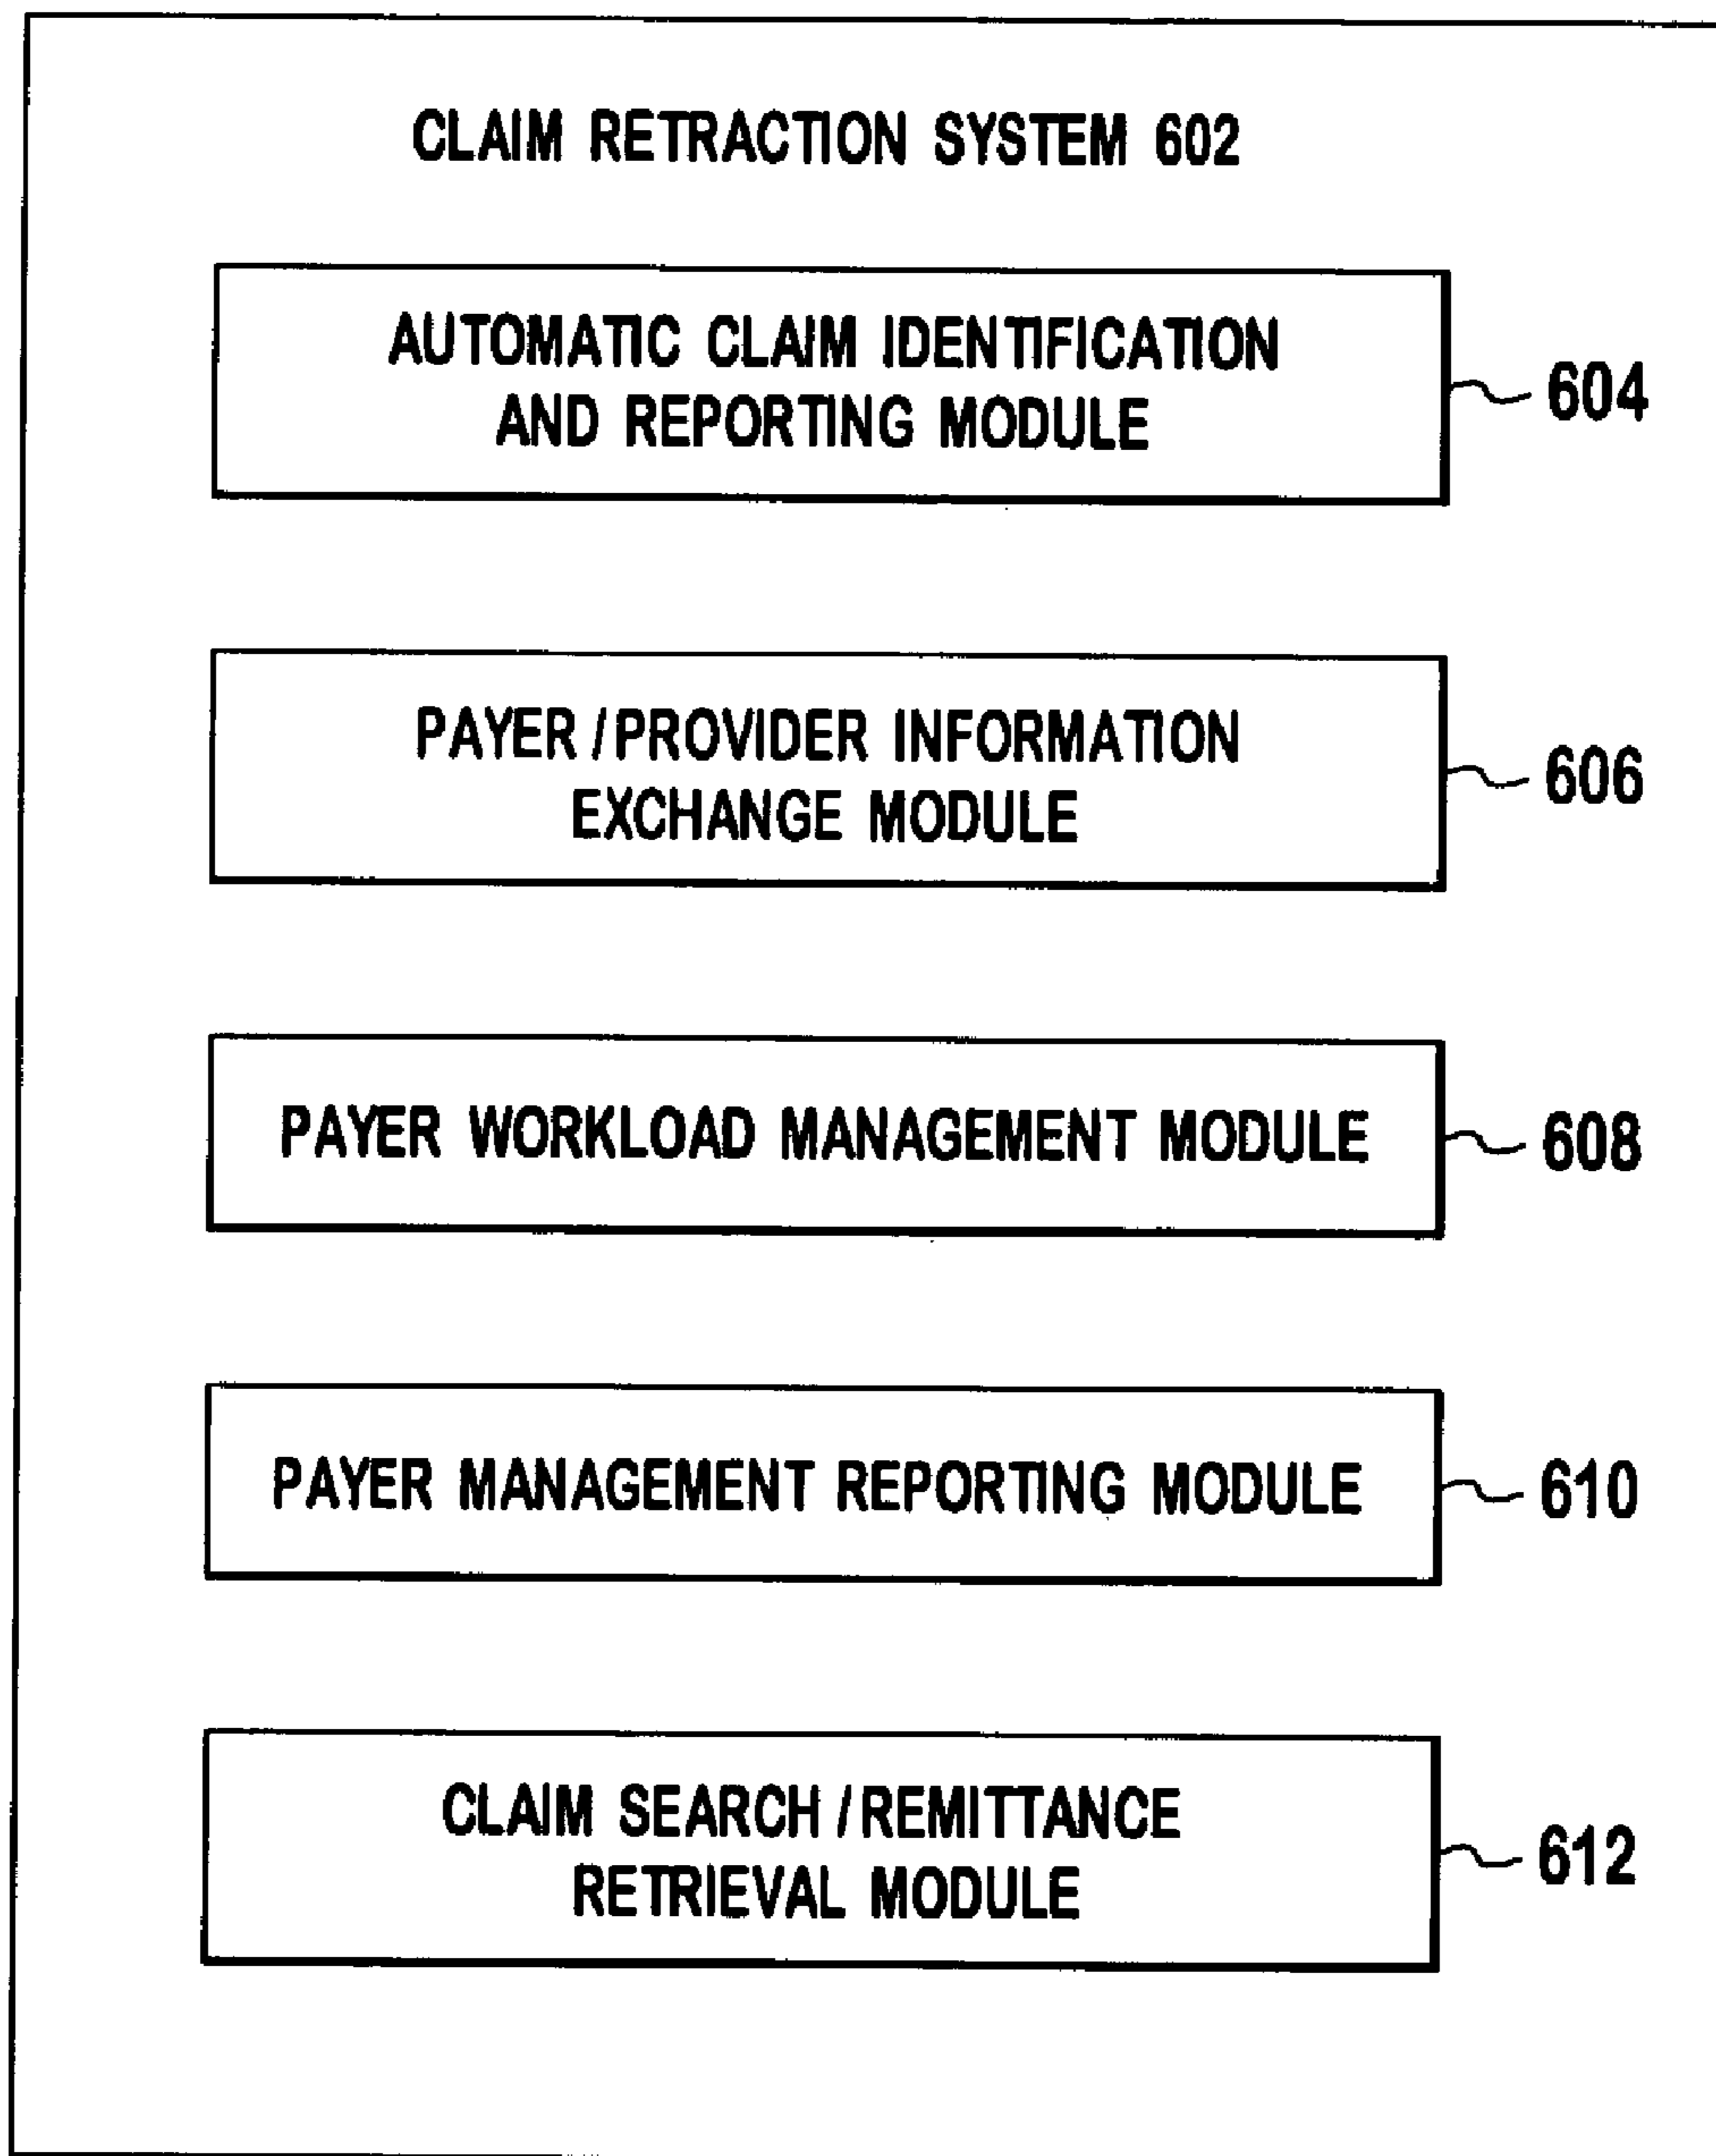 CLAIM RETRACTION SYSTEM 602
AUTOMATIC CLAIM IDENTIFICATION
AND REPORTING MODULE
604
PAYER/PROVIDER INFORMATION
EXCHANGE MODULE
606
PAYER WORKLOAD MANAGEMENT MODULE
608
PAYER MANAGEMENT REPORTING MODULE
610
CLAIM SEARCH/REMITTANCE
RETRIEVAL MODULE
612